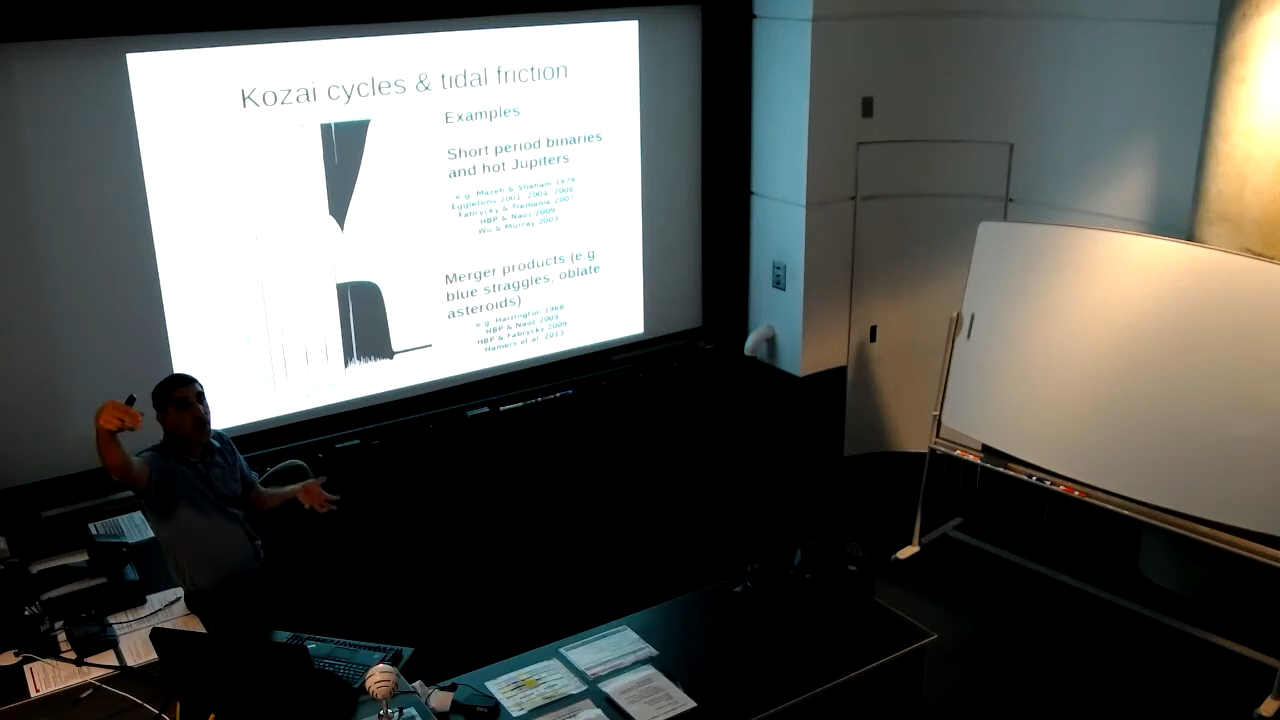 Kozai cycles & tidal friction
Examples
Short period binaries
and hot Jupiters
e.g. Mazeh & Shaham 1979
Eggletons 2001, 2004, 2006
Fabrycky & Tremaine 2007
HBP & Naoz 2009
Wu & Murray 2003
Merger products (e.g
blue straggles, oblate
asteroids)
e.g. Harrington 1968
HBP & Naoz 2009
HBP & Fabrycky 2009
Hamers et al. 2013